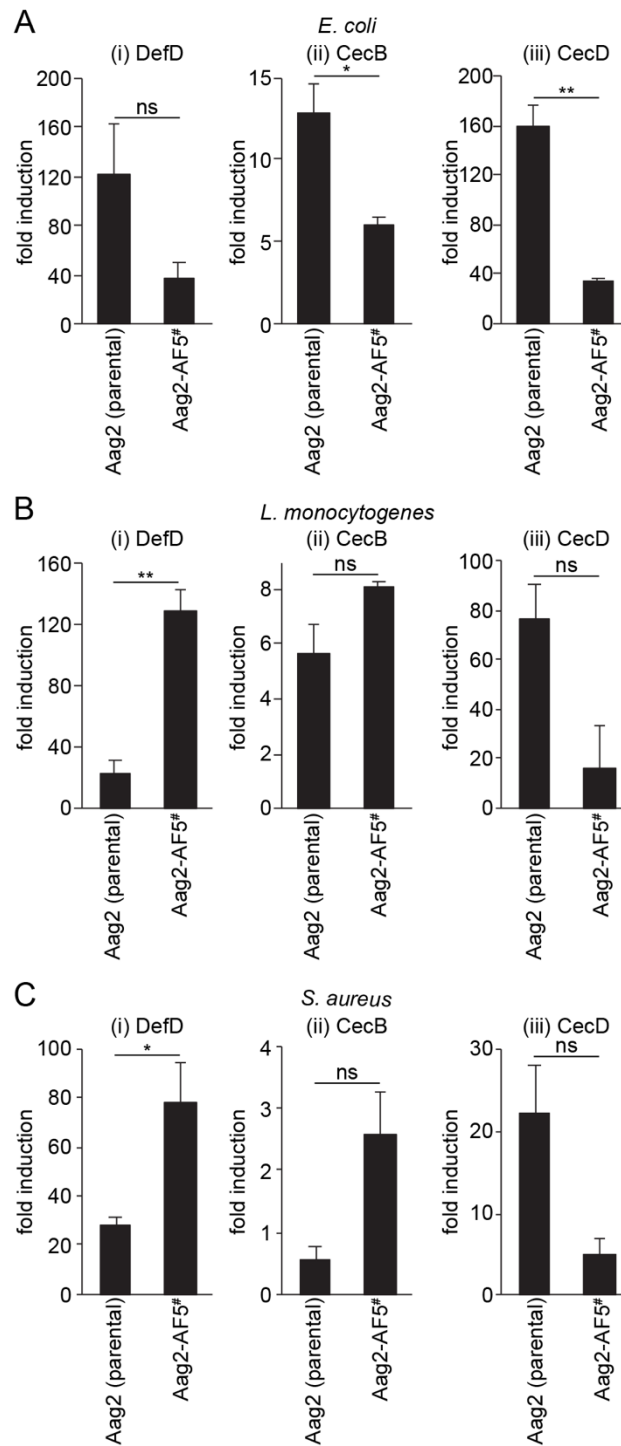 A
E. coli
(i) DefD
(ii) CecB
(iii) CecD
fold induction
200
160
120
80
40
0
ns
Aag2 (parental)
Aag2-AF5#
fold induction
15
10
5
0
*
Aag2 (parental)
Aag2-AF5#
fold induction
200
160
120
80
40
0
**
Aag2 (parental)
Aag2-AF5#
B
L. monocytogenes
(i) DefD
(ii) CecB
(iii) CecD
fold induction
160
120
80
40
0
**
Aag2 (parental)
Aag2-AF5#
fold induction
8
6
4
2
0
ns
Aag2 (parental)
Aag2-AF5#
fold induction
100
80
60
40
20
0
ns
Aag2 (parental)
Aag2-AF5#
C
S. aureus
(i) DefD
(ii) CecB
(iii) CecD
fold induction
100
80
60
40
20
0
*
Aag2 (parental)
Aag2-AF5#
fold induction
4
3
2
1
0
ns
Aag2 (parental)
Aag2-AF5#
fold induction
30
20
10
0
ns
Aag2 (parental)
Aag2-AF5#